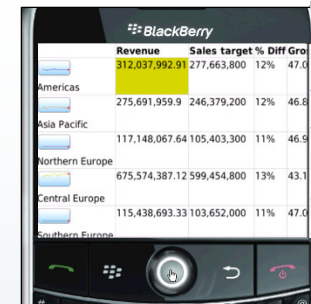 BlackBerry
Revenue Sales target % Diff Gro
312,037,992.91 277,663,800 12% 47.0
Americas
275,691,959.9 246,379,200 12% 46.8
Asia Pacific
117,148,067.64 105,403,300 11% 46.9
Northern Europe
675,574,387.12 599,454,800 13% 43.1
Central Europe
115,438,693.33 103,652,000 11% 47.0
Southern Europe
#
@